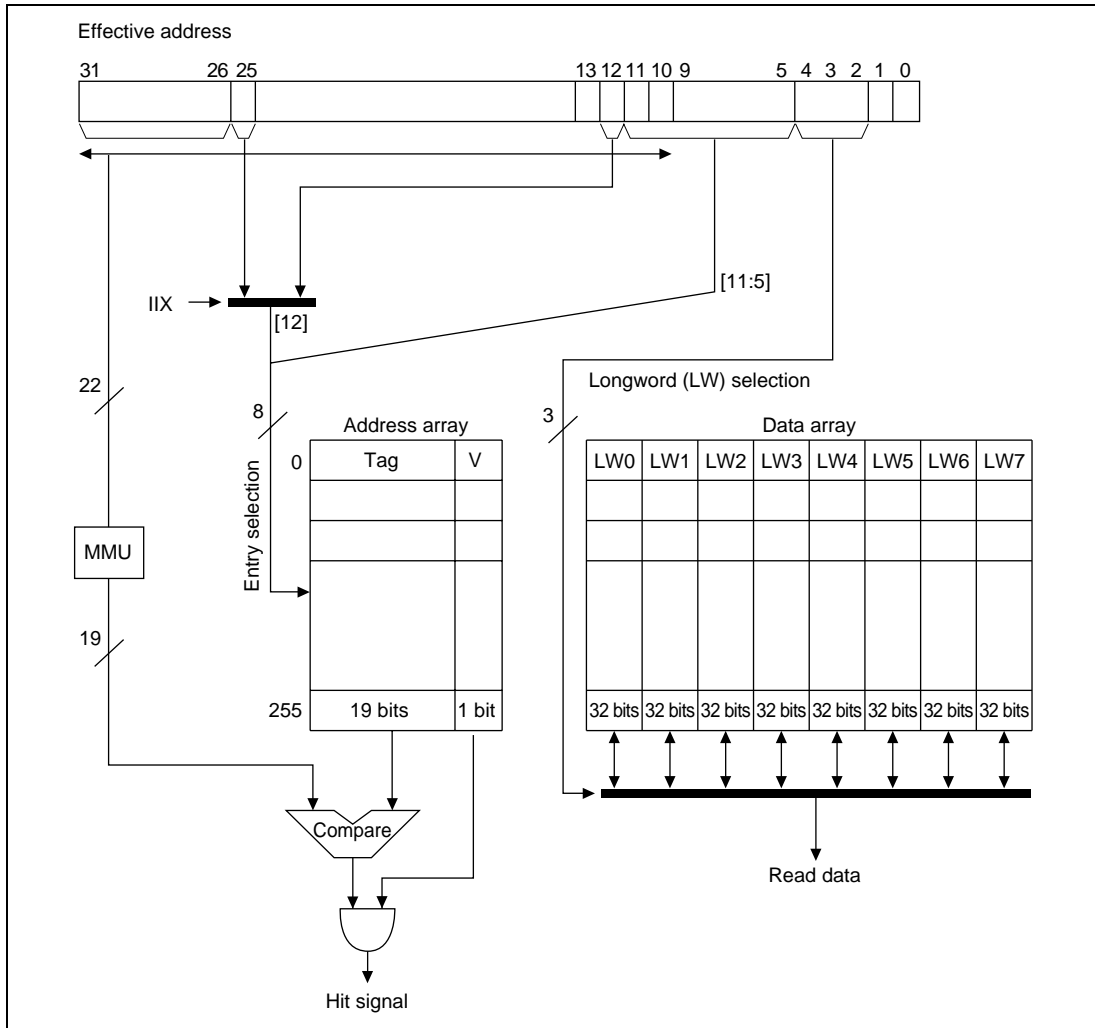 Effective address
31 26 25 13 12 11 10 9 5 4 3 2 1 0
[11:5]
IIX
[12]
22
Longword (LW) selection
8
3
Address array
Data array
Entry selection
0 Tag V
LW0 LW1 LW2 LW3 LW4 LW5 LW6 LW7
MMU
19
255 19 bits 1 bit
32 bits 32 bits 32 bits 32 bits 32 bits 32 bits 32 bits 32 bits
Compare
Read data
Hit signal